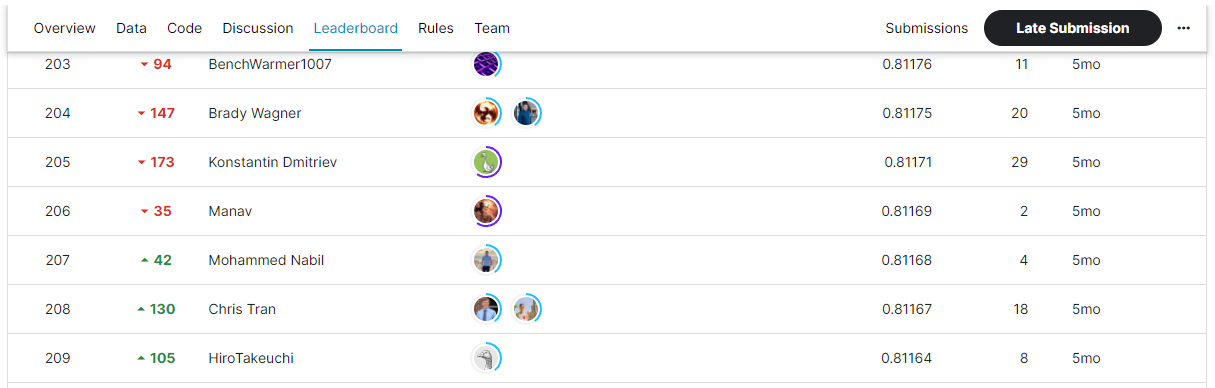 Overview Data Code Discussion Leaderboard Rules Team Submissions Late Submission
203 94 BenchWarmer1007 0.81176 11 5mo
204 147 Brady Wagner 0.81175 20 5mo
205 173 Konstantin Dmitriev 0.81171 29 5mo
206 35 Manav 0.81169 2 5mo
207 42 Mohammed Nabil 0.81168 4 5mo
208 130 Chris Tran 0.81167 18 5mo
209 105 HiroTakeuchi 0.81164 8 5mo